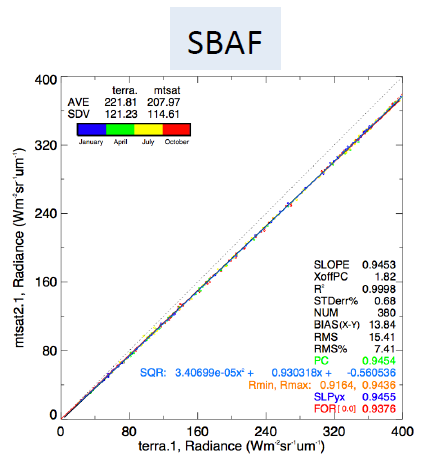 SBAF
terra. mtsat
AVE 221.81 207.97
SDV 121.23 114.61
January April July October
400
320
240
160
80
0
mtsat2.1, Radiance (Wm⁻²sr⁻¹um⁻¹)
SLOPE 0.9453
XoffPC 1.82
R² 0.9998
STDerr% 0.68
NUM 380
BIAS(X-Y) 13.84
RMS 15.41
RMS% 7.41
PC 0.9454
SQR: 3.40699e-05x² + 0.930318x + -0.560536
Rmin, Rmax: 0.9164, 0.9436
SLPyx 0.9455
FOR[0.0] 0.9376
0 80 160 240 320 400
terra.1, Radiance (Wm⁻²sr⁻¹um⁻¹)